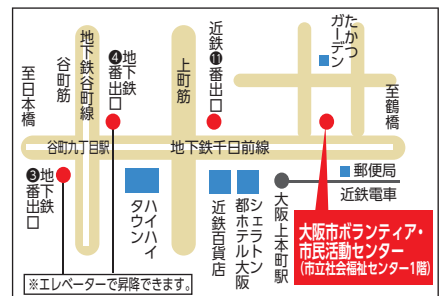 至日本橋
谷町筋
地下鉄谷町線
地下鉄
❹番出口
上町筋
近鉄
⓫番出口
たかつ
ガーデン
至鶴橋
谷町九丁目駅
地下鉄千日前線
地下鉄
❸番出口
ハイハイ
タウン
近鉄百貨店
シェラトン
都ホテル大阪
大阪上本町駅
郵便局
近鉄電車
大阪市ボランティア・
市民活動センター
(市立社会福祉センター1階)
※エレベーターで昇降できます。